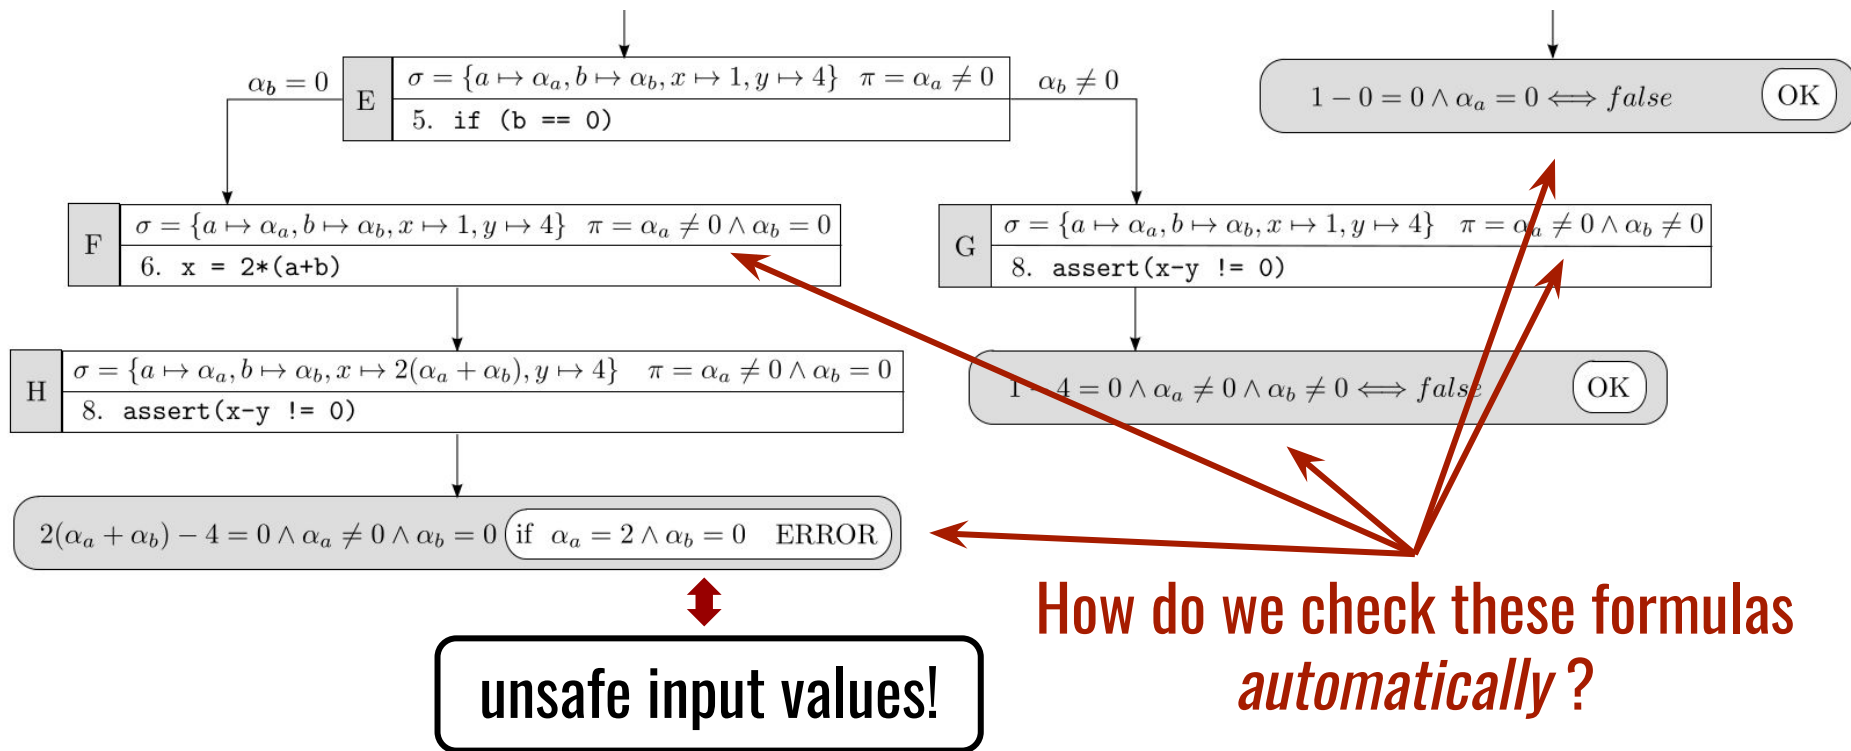 α_b = 0
E
σ = {a ↦ α_a, b ↦ α_b, x ↦ 1, y ↦ 4} π = α_a ≠ 0
5. if (b == 0)
α_b ≠ 0
1 − 0 = 0 ∧ α_a = 0 ⟺ false
OK
F
σ = {a ↦ α_a, b ↦ α_b, x ↦ 1, y ↦ 4} π = α_a ≠ 0 ∧ α_b = 0
6. x = 2*(a+b)
G
σ = {a ↦ α_a, b ↦ α_b, x ↦ 1, y ↦ 4} π = α_a ≠ 0 ∧ α_b ≠ 0
8. assert(x-y != 0)
H
σ = {a ↦ α_a, b ↦ α_b, x ↦ 2(α_a + α_b), y ↦ 4} π = α_a ≠ 0 ∧ α_b = 0
8. assert(x-y != 0)
1 − 4 = 0 ∧ α_a ≠ 0 ∧ α_b ≠ 0 ⟺ false
OK
2(α_a + α_b) − 4 = 0 ∧ α_a ≠ 0 ∧ α_b = 0 if α_a = 2 ∧ α_b = 0 ERROR
unsafe input values!
How do we check these formulas
automatically ?